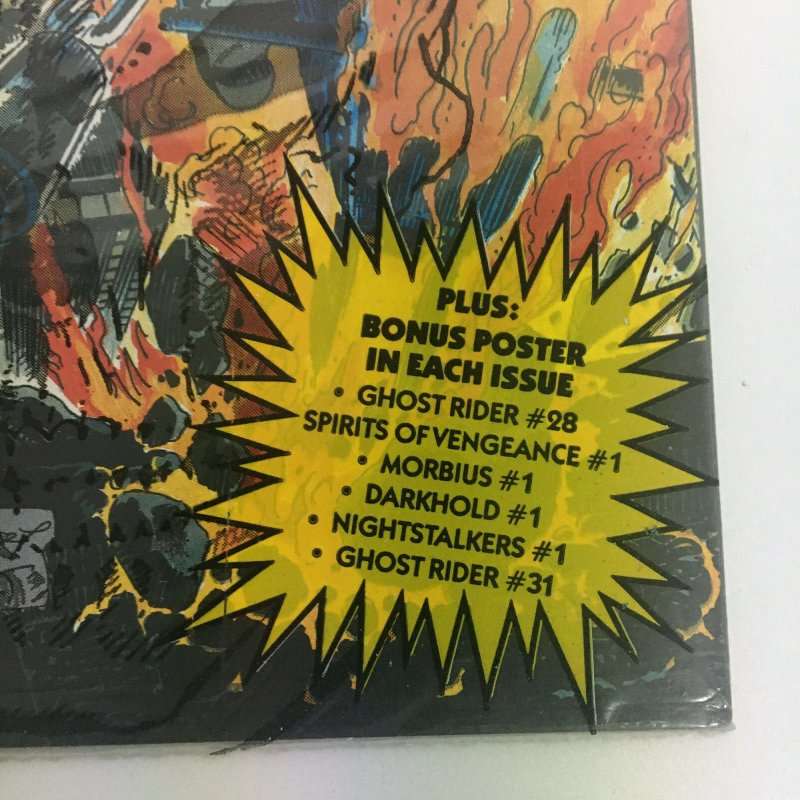 PLUS:
BONUS POSTER
IN EACH ISSUE
• GHOST RIDER #28
SPIRITS OF VENGEANCE #1
• MORBIUS #1
• DARKHOLD #1
• NIGHTSTALKERS #1
• GHOST RIDER #31